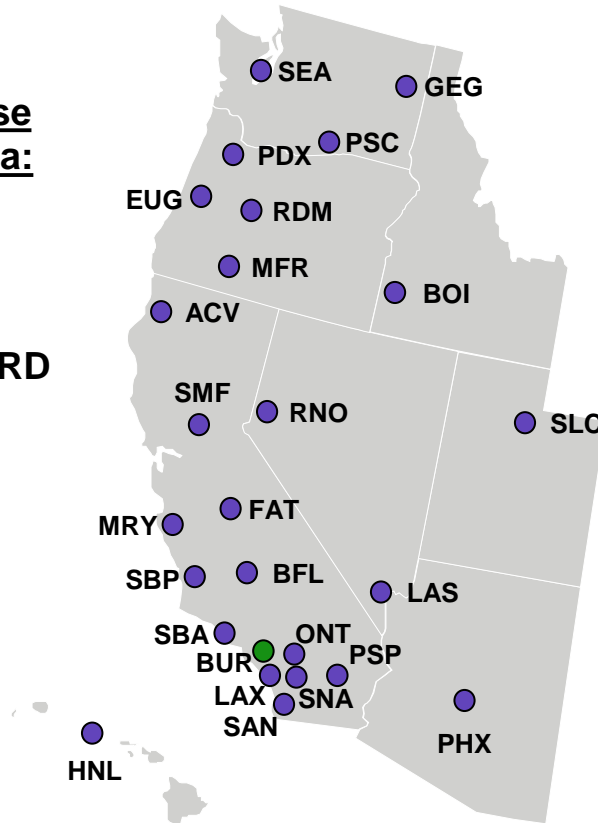 SEA
GEG
se
PSC
a:
PDX
EUG
RDM
MFR
BOI
ACV
RD
SMF
RNO
SLC
FAT
MRY
SBP
BFL
LAS
SBA
ONT
BUR
PSP
LAX
SNA
SAN
PHX
HNL